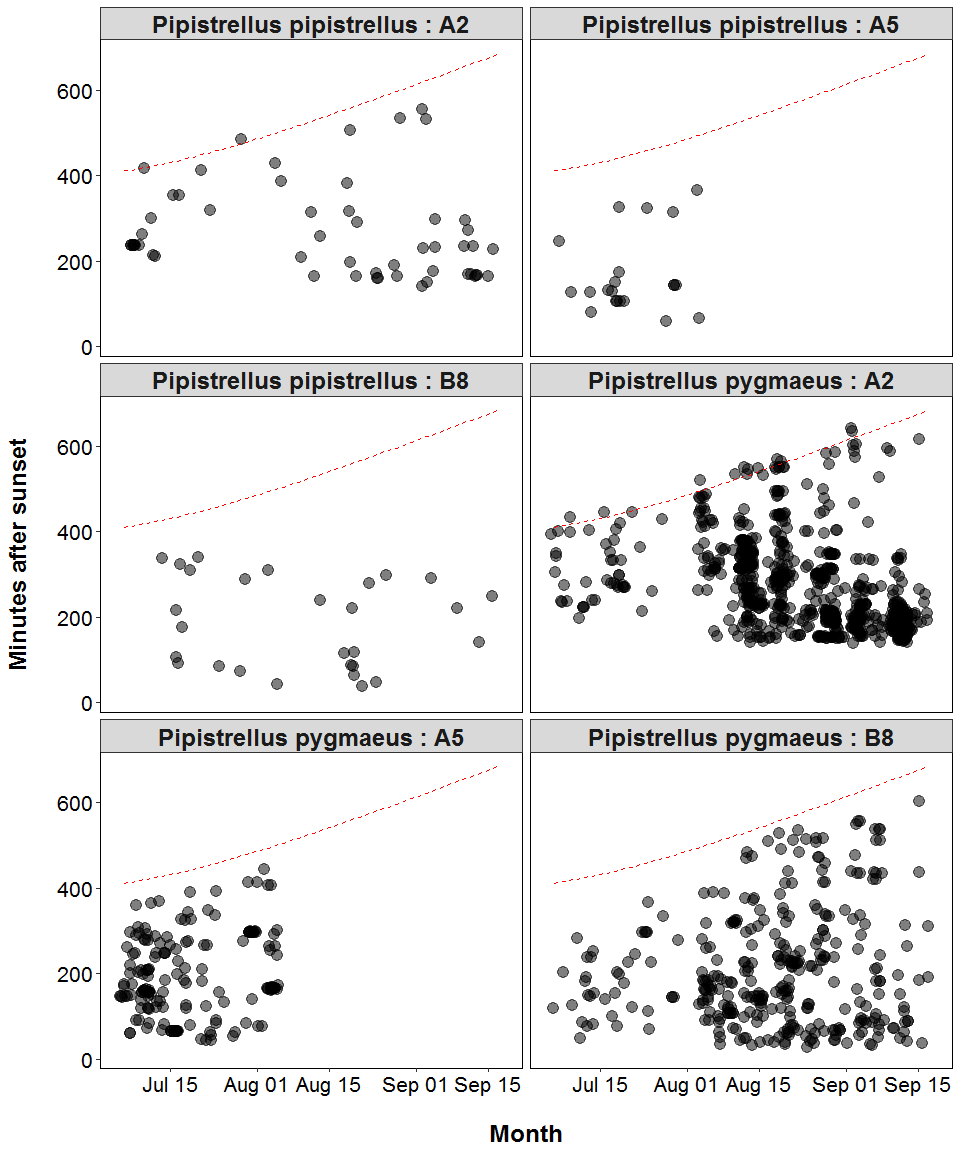 Pipistrellus pipistrellus : A2
Pipistrellus pipistrellus : A5
600
400
200
0
Pipistrellus pipistrellus : B8
Pipistrellus pygmaeus : A2
600
400
200
0
Minutes after sunset
Pipistrellus pygmaeus : A5
Pipistrellus pygmaeus : B8
600
400
200
0
Jul 15 Aug 01 Aug 15 Sep 01 Sep 15
Jul 15 Aug 01 Aug 15 Sep 01 Sep 15
Month